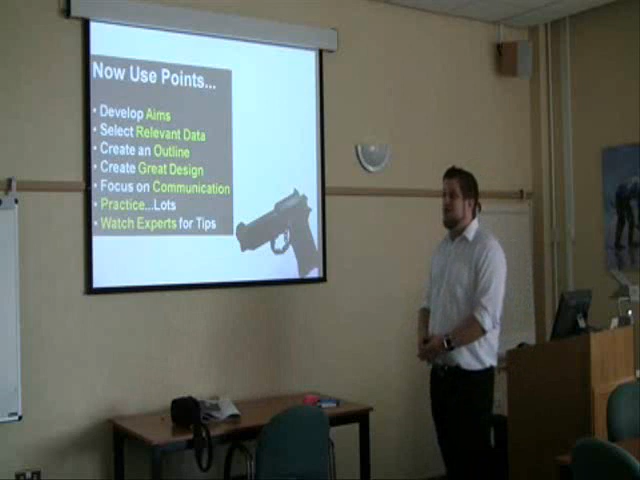 Now Use Points...
• Develop Aims
• Select Relevant Data
• Create an Outline
• Create Great Design
• Focus on Communication
• Practice...Lots
• Watch Experts for Tips